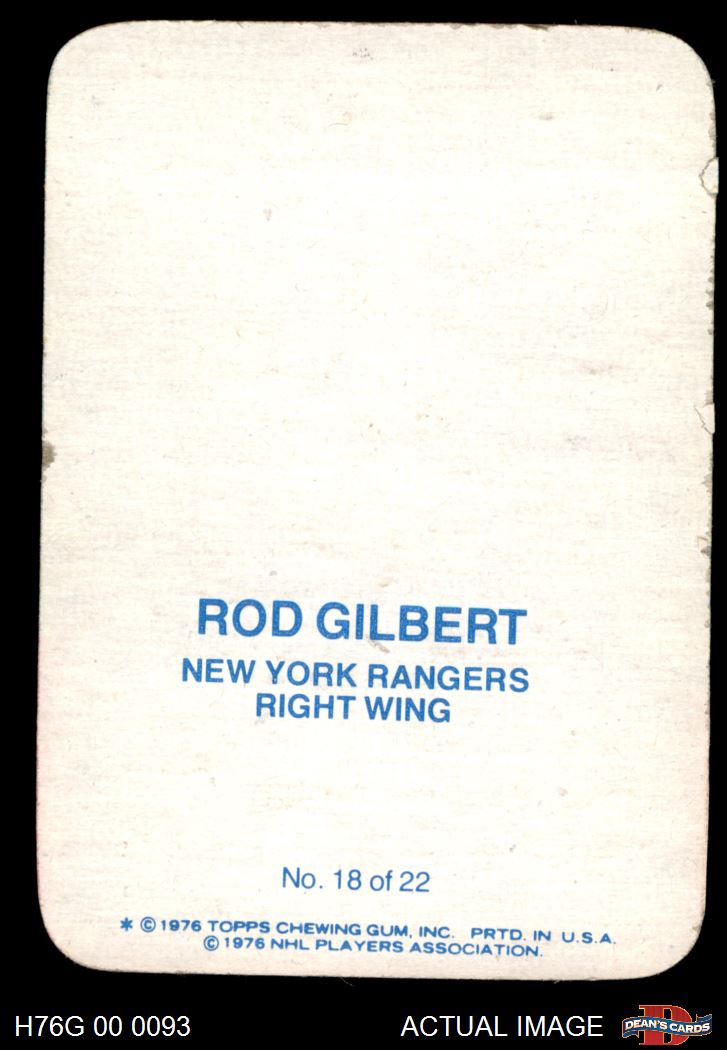 ROD GILBERT
NEW YORK RANGERS
RIGHT WING
No. 18 of 22
* © 1976 TOPPS CHEWING GUM, INC. PRTD. IN U.S.A.
© 1976 NHL PLAYERS ASSOCIATION.
H76G 00 0093
ACTUAL IMAGE
D
DEAN'S CARDS